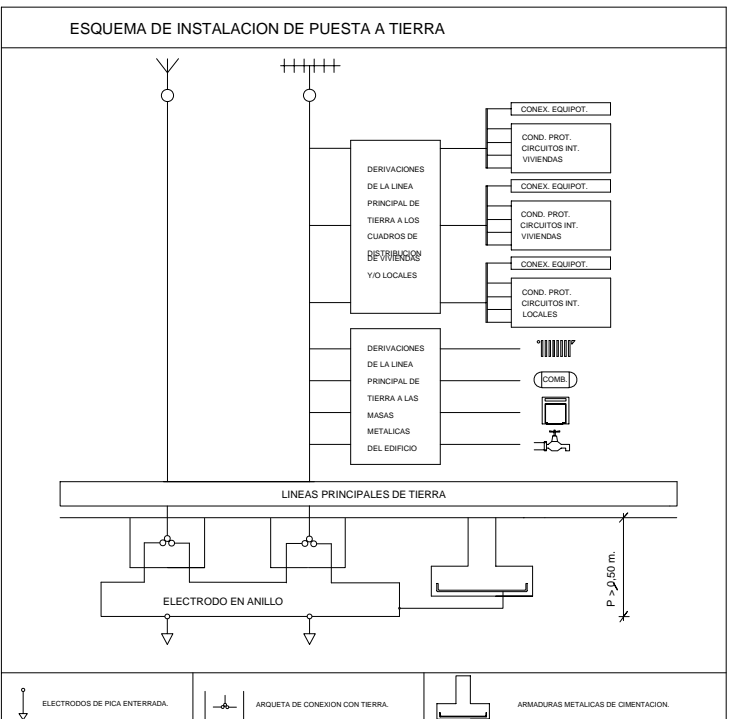 ESQUEMA DE INSTALACION DE PUESTA A TIERRA
CONEX. EQUIPOT.
COND. PROT.
CIRCUITOS INT.
VIVIENDAS
DERIVACIONES
DE LA LINEA
PRINCIPAL DE
TIERRA A LOS
CUADROS DE
DISTRIBUCION
DE VIVIENDAS
Y/O LOCALES
CONEX. EQUIPOT.
COND. PROT.
CIRCUITOS INT.
VIVIENDAS
CONEX. EQUIPOT.
COND. PROT.
CIRCUITOS INT.
LOCALES
DERIVACIONES
DE LA LINEA
PRINCIPAL DE
TIERRA A LAS
MASAS
METALICAS
DEL EDIFICIO
COMB.
LINEAS PRINCIPALES DE TIERRA
ELECTRODO EN ANILLO
P > 0,50 m.
ELECTRODOS DE PICA ENTERRADA.
ARQUETA DE CONEXION CON TIERRA.
ARMADURAS METALICAS DE CIMENTACION.